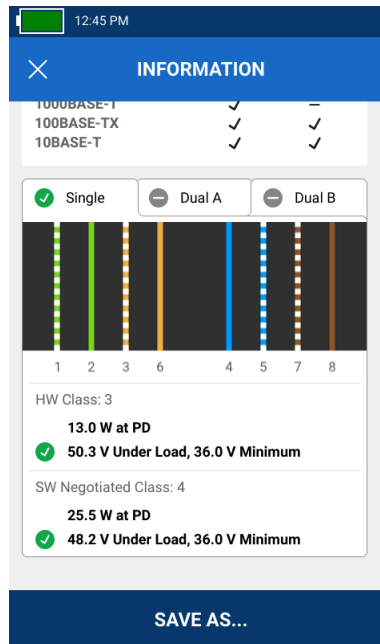 12:45 PM
INFORMATION
1000BASE-T
100BASE-TX
10BASE-T
Single Dual A Dual B
1 2 3 6 4 5 7 8
HW Class: 3
13.0 W at PD
50.3 V Under Load, 36.0 V Minimum
SW Negotiated Class: 4
25.5 W at PD
48.2 V Under Load, 36.0 V Minimum
SAVE AS...